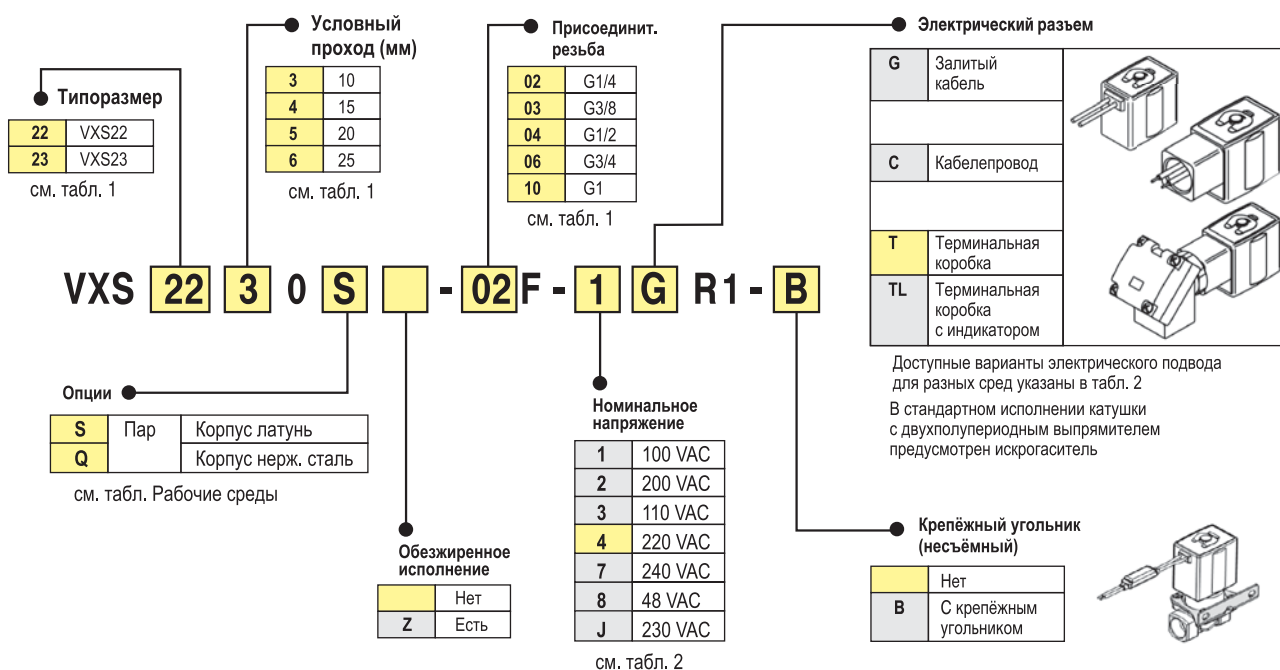 Типоразмер
22 VXS22
23 VXS23
см. табл. 1
Условный
проход (мм)
3 10
4 15
5 20
6 25
см. табл. 1
Присоединит.
резьба
02 G1/4
03 G3/8
04 G1/2
06 G3/4
10 G1
см. табл. 1
Электрический разъем
G Залитый
кабель
C Кабелепровод
T Терминальная
коробка
TL Терминальная
коробка
с индикатором
Доступные варианты электрического подвода
для разных сред указаны в табл. 2
В стандартном исполнении катушки
с двухполупериодным выпрямителем
предусмотрен искрогаситель
VXS 22 3 0 S - 02 F - 1 G R1 - B
Опции
S Пар Корпус латунь
Q Корпус нерж. сталь
см. табл. Рабочие среды
Обезжиренное
исполнение
Нет
Z Есть
Номинальное
напряжение
1 100 VAC
2 200 VAC
3 110 VAC
4 220 VAC
7 240 VAC
8 48 VAC
J 230 VAC
см. табл. 2
Крепёжный угольник
(несъёмный)
Нет
B С крепёжным
угольником